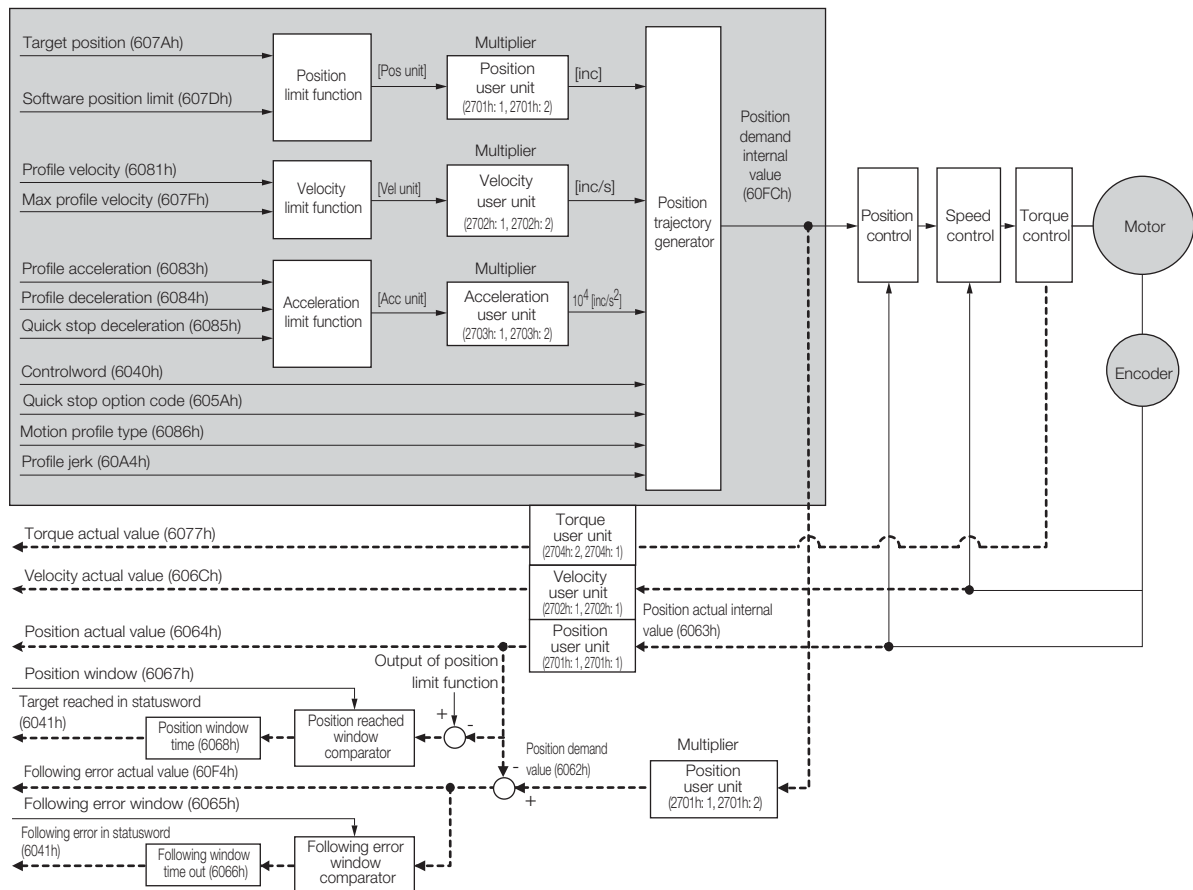 Target position (607Ah)
Software position limit (607Dh)
Position
limit function
[Pos unit]
Multiplier
Position
user unit
(2701h: 1, 2701h: 2)
[inc]
Profile velocity (6081h)
Max profile velocity (607Fh)
Velocity
limit function
[Vel unit]
Multiplier
Velocity
user unit
(2702h: 1, 2702h: 2)
[inc/s]
Profile acceleration (6083h)
Profile deceleration (6084h)
Quick stop deceleration (6085h)
Acceleration
limit function
[Acc unit]
Multiplier
Acceleration
user unit
(2703h: 1, 2703h: 2)
10⁴ [inc/s²]
Controlword (6040h)
Quick stop option code (605Ah)
Motion profile type (6086h)
Profile jerk (60A4h)
Position
trajectory
generator
Position
demand
internal
value
(60FCh)
Position
control
Speed
control
Torque
control
Motor
Encoder
Torque actual value (6077h)
Torque
user unit
(2704h: 2, 2704h: 1)
Velocity actual value (606Ch)
Velocity
user unit
(2702h: 1, 2702h: 1)
Position actual value (6064h)
Position
user unit
(2701h: 1, 2701h: 1)
Position actual internal
value (6063h)
Position window (6067h)
Output of position
limit function
Target reached in statusword
(6041h)
Position window
time (6068h)
Position reached
window
comparator
+
-
Following error actual value (60F4h)
-
+
Position demand
value (6062h)
Multiplier
Position
user unit
(2701h: 1, 2701h: 2)
Following error window (6065h)
Following error in statusword
(6041h)
Following window
time out (6066h)
Following error
window
comparator